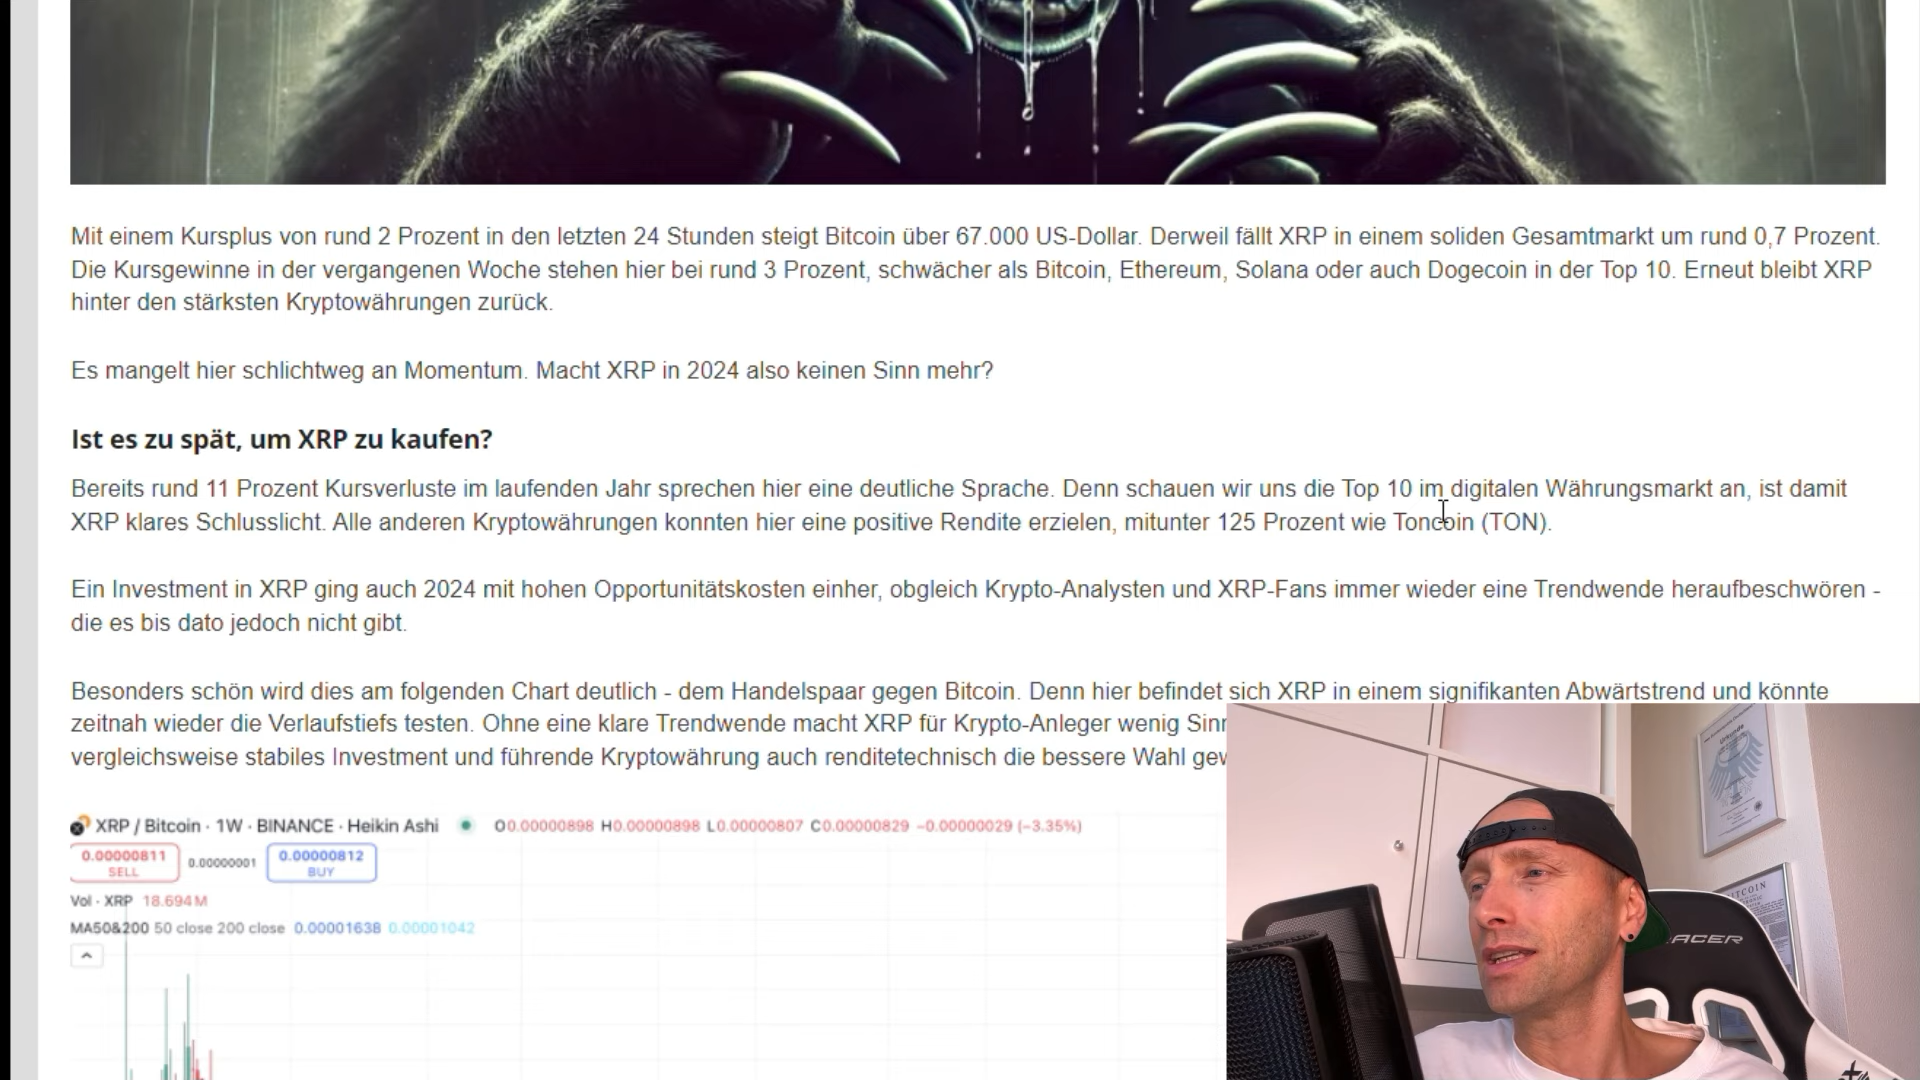 Mit einem Kursplus von rund 2 Prozent in den letzten 24 Stunden steigt Bitcoin über 67.000 US-Dollar. Derweil fällt XRP in einem soliden Gesamtmarkt um rund 0,7 Prozent.
Die Kursgewinne in der vergangenen Woche stehen hier bei rund 3 Prozent, schwächer als Bitcoin, Ethereum, Solana oder auch Dogecoin in der Top 10. Erneut bleibt XRP
hinter den stärksten Kryptowährungen zurück.
Es mangelt hier schlichtweg an Momentum. Macht XRP in 2024 also keinen Sinn mehr?
Ist es zu spät, um XRP zu kaufen?
Bereits rund 11 Prozent Kursverluste im laufenden Jahr sprechen hier eine deutliche Sprache. Denn schauen wir uns die Top 10 im digitalen Währungsmarkt an, ist damit
XRP klares Schlusslicht. Alle anderen Kryptowährungen konnten hier eine positive Rendite erzielen, mitunter 125 Prozent wie Toncoin (TON).
Ein Investment in XRP ging auch 2024 mit hohen Opportunitätskosten einher, obgleich Krypto-Analysten und XRP-Fans immer wieder eine Trendwende heraufbeschwören -
die es bis dato jedoch nicht gibt.
Besonders schön wird dies am folgenden Chart deutlich - dem Handelspaar gegen Bitcoin. Denn hier befindet sich XRP in einem signifikanten Abwärtstrend und könnte
zeitnah wieder die Verlaufstiefs testen. Ohne eine klare Trendwende macht XRP für Krypto-Anleger wenig
vergleichsweise stabiles Investment und führende Kryptowährung auch renditetechnisch die bessere Wahl
XRP / Bitcoin · 1W · BINANCE · Heikin Ashi O0.00000898 H0.00000898 L0.00000807 C0.00000829 −0.00000029 (−3.35%)
0.00000811 0.00000001 0.00000812
SELL BUY
Vol · XRP 18.694M
MA50&200 50 close 200 close 0.00001638 0.00001042
Urkunde
BITCOIN
RACER